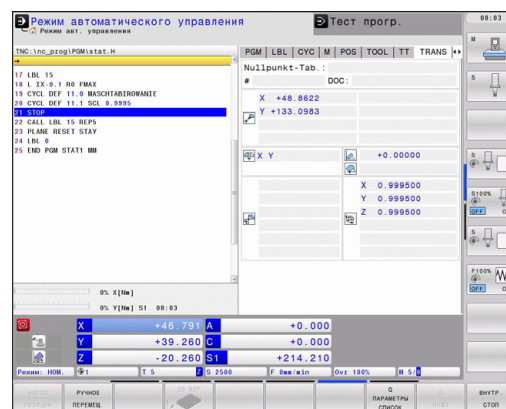 Режим автоматического управления
Режим авт. управления
Тест прогр.
08:03
TNC:\nc_prog\PGM\stat.H
→
17 LBL 15
18 L IX-0.1 R0 FMAX
19 CYCL DEF 11.0 MASCHTABIROWANIE
20 CYCL DEF 11.1 SCL 0.9995
21 STOP
22 CALL LBL 15 REP5
23 PLANE RESET STAY
24 LBL 0
25 END PGM STAT1 MM
0% X[Nm]
0% Y[Nm] S1 08:03
PGM LBL CYC M POS TOOL TT TRANS
Nullpunkt-Tab.:
# DOC:
X +48.8622
Y +133.0983
X Y
+0.00000
X 0.999500
Y 0.999500
Z 0.999500
M
S
S
S100%
OFF
S
F100%
OFF
X +46.791 A +0.000
Y +39.260 C +0.000
Z -20.260 S1 +214.210
Режим: НОМ. 1 T 5 Z S 2500 F 0mm/min Ovr 100% M 5/8
РУЧНОЕ ПЕРЕМЕЩ.
3D ROT
Q ПАРАМЕТРЫ СПИСОК
ВНУТР. СТОП